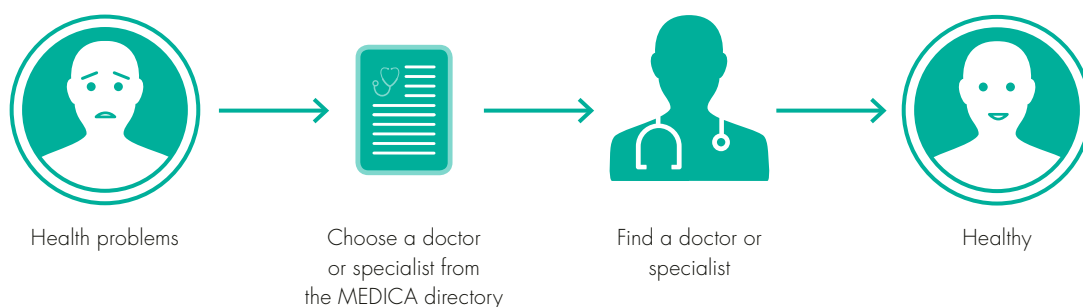 Health problems
Choose a doctor
or specialist from
the MEDICA directory
Find a doctor or
specialist
Healthy